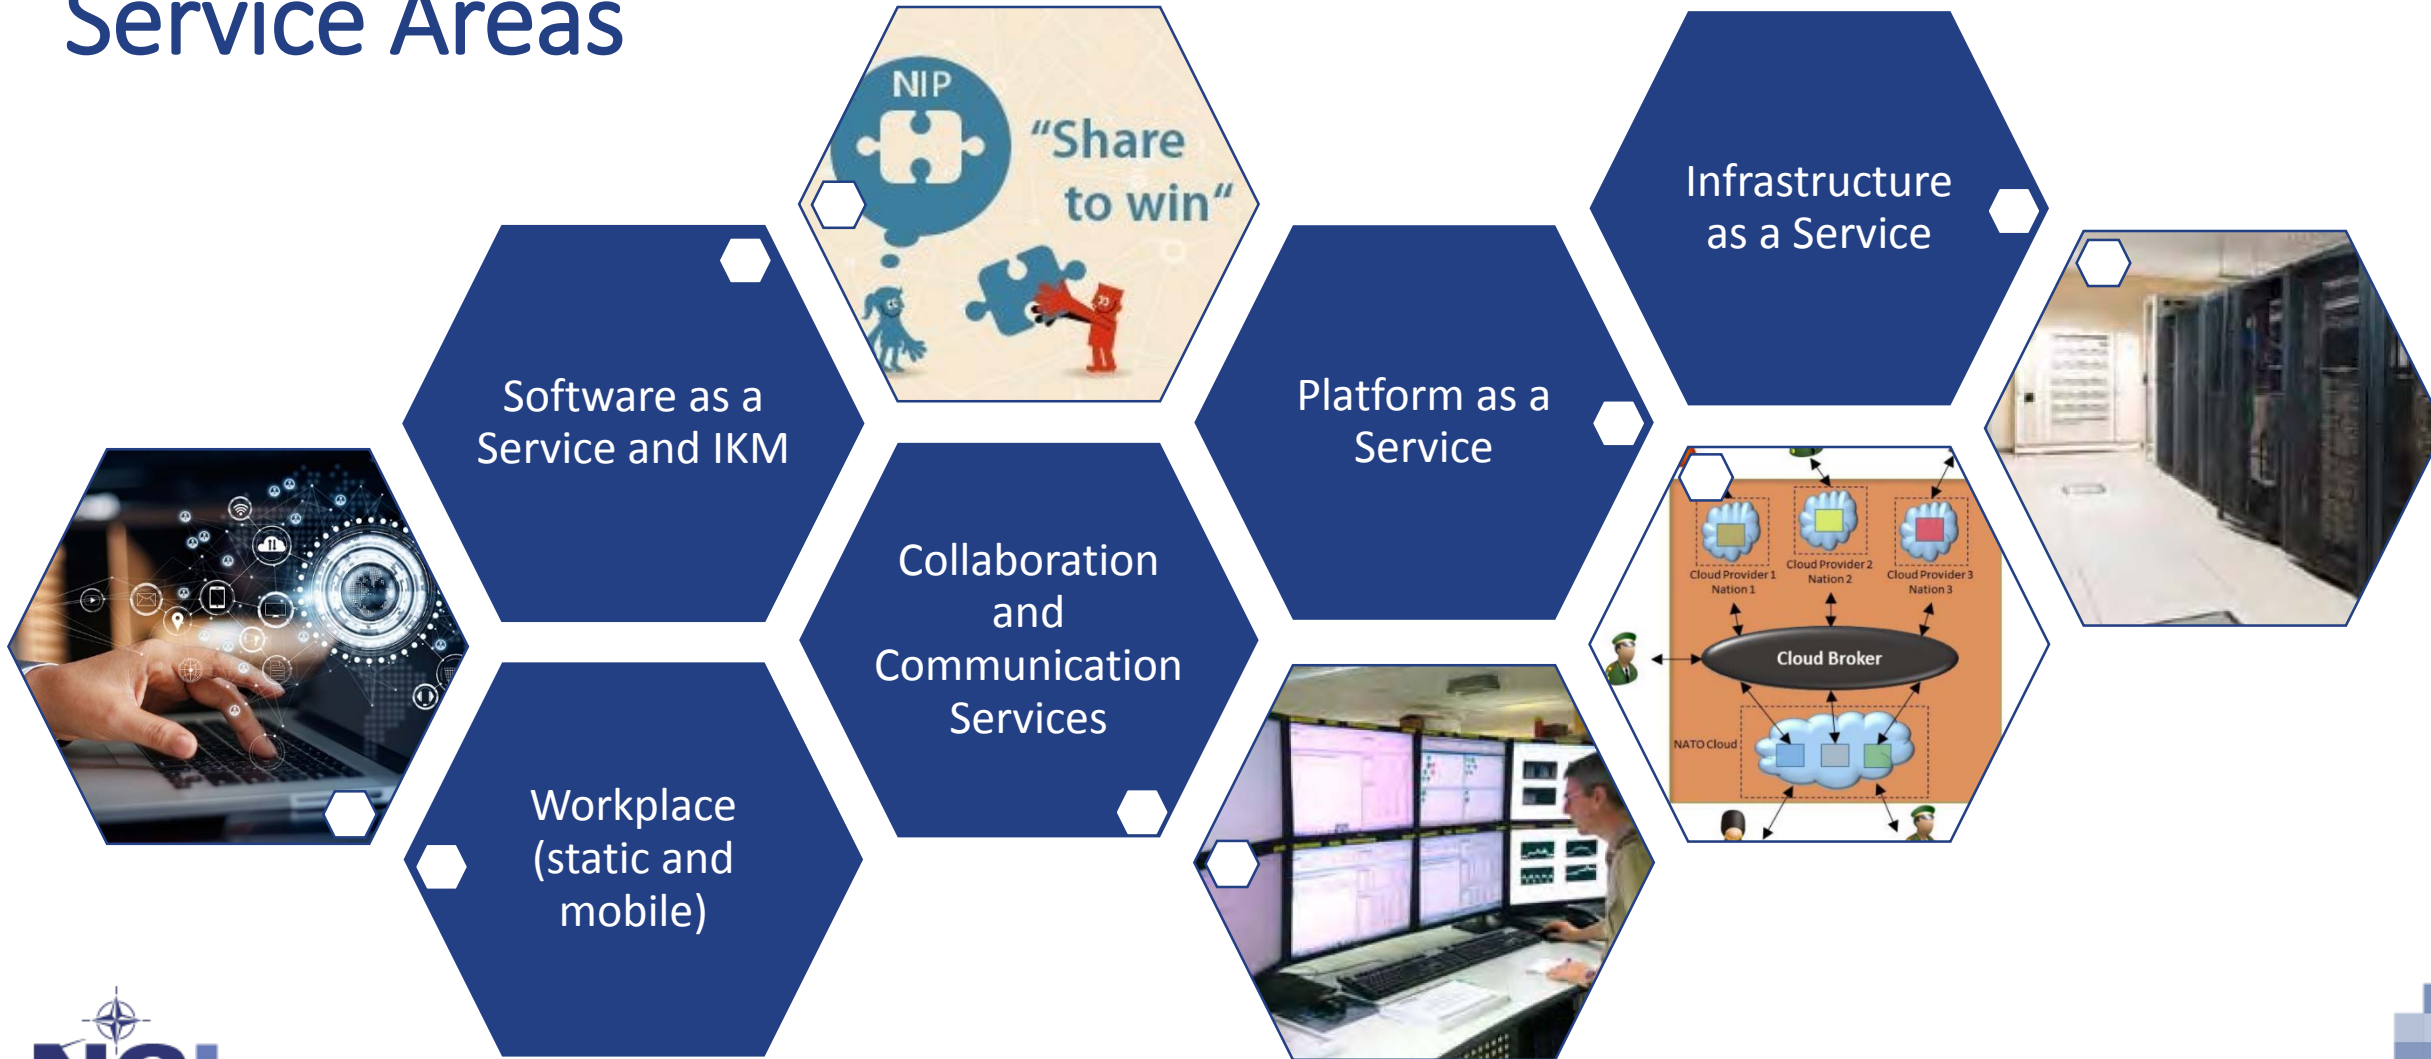 Service Areas
NIP
"Share
to win"
Infrastructure
as a Service
Software as a
Service and IKM
Platform as a
Service
Collaboration
and
Communication
Services
Cloud Provider 1
Nation 1
Cloud Provider 2
Nation 2
Cloud Provider 3
Nation 3
Cloud Broker
NATO Cloud
Workplace
(static and
mobile)